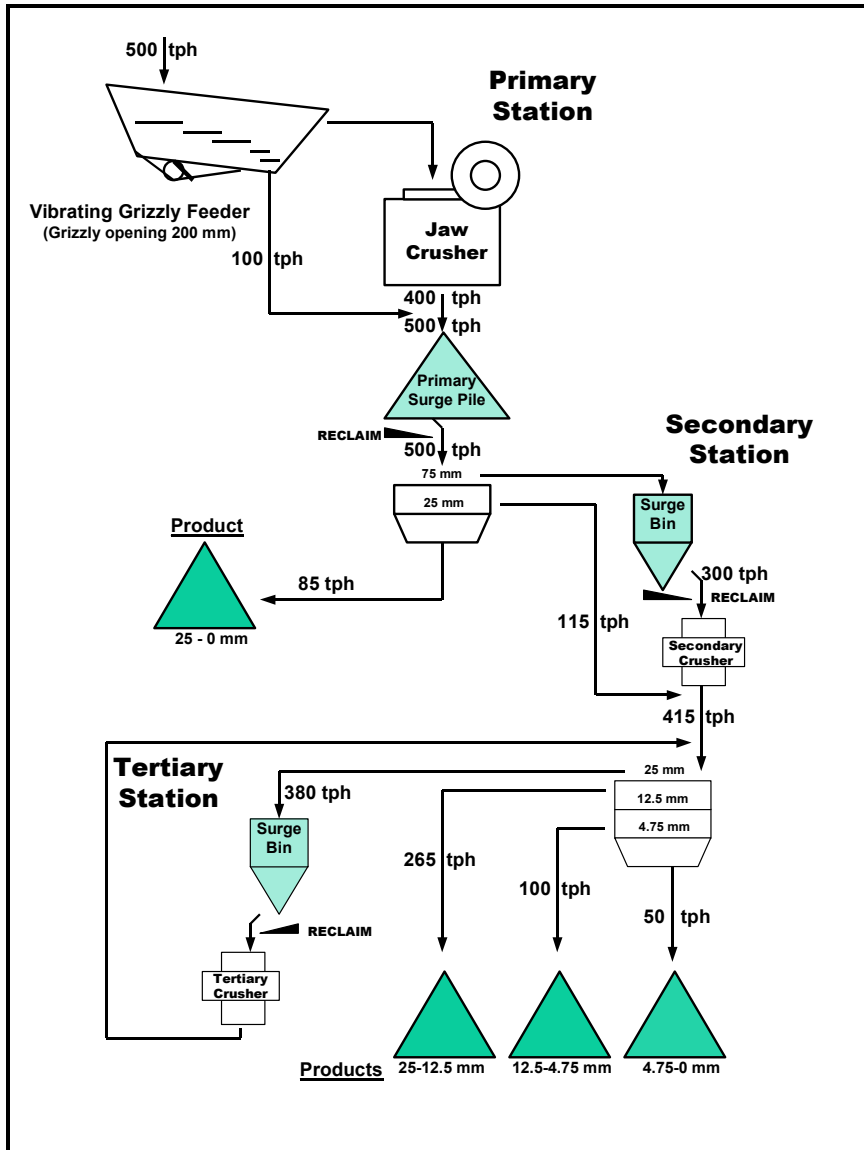 500 tph
Primary
Station
Vibrating Grizzly Feeder
(Grizzly opening 200 mm)
100 tph
Jaw
Crusher
400 tph
500 tph
Primary
Surge Pile
RECLAIM
500 tph
Secondary
Station
75 mm
25 mm
Surge
Bin
Product
300 tph
RECLAIM
85 tph
115 tph
25 - 0 mm
Secondary
Crusher
415 tph
Tertiary
Station
25 mm
380 tph
12.5 mm
4.75 mm
Surge
Bin
265 tph
100 tph
50 tph
RECLAIM
Tertiary
Crusher
Products
25-12.5 mm
12.5-4.75 mm
4.75-0 mm